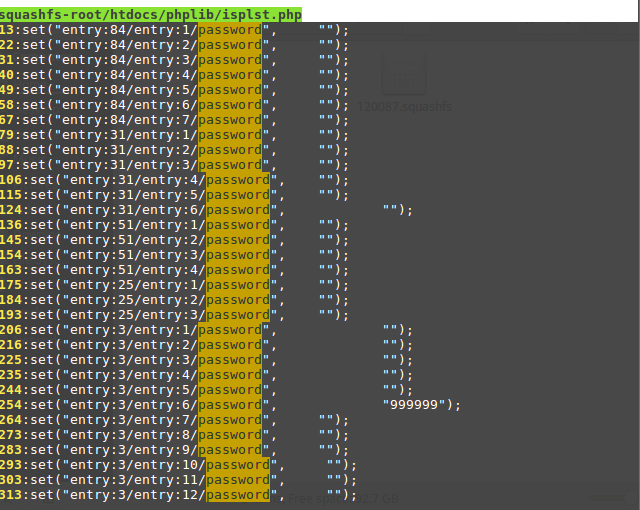 squashfs-root/htdocs/phplib/isplst.php
13:set("entry:84/entry:1/password", "");
22:set("entry:84/entry:2/password", "");
31:set("entry:84/entry:3/password", "");
40:set("entry:84/entry:4/password", "");
49:set("entry:84/entry:5/password", "");
58:set("entry:84/entry:6/password", "");
67:set("entry:84/entry:7/password", "");
79:set("entry:31/entry:1/password", "");
88:set("entry:31/entry:2/password", "");
97:set("entry:31/entry:3/password", "");
106:set("entry:31/entry:4/password", "");
115:set("entry:31/entry:5/password", "");
124:set("entry:31/entry:6/password", "");
136:set("entry:51/entry:1/password", "");
145:set("entry:51/entry:2/password", "");
154:set("entry:51/entry:3/password", "");
163:set("entry:51/entry:4/password", "");
175:set("entry:25/entry:1/password", "");
184:set("entry:25/entry:2/password", "");
193:set("entry:25/entry:3/password", "");
206:set("entry:3/entry:1/password", "");
216:set("entry:3/entry:2/password", "");
225:set("entry:3/entry:3/password", "");
235:set("entry:3/entry:4/password", "");
244:set("entry:3/entry:5/password", "");
254:set("entry:3/entry:6/password", "999999");
264:set("entry:3/entry:7/password", "");
273:set("entry:3/entry:8/password", "");
283:set("entry:3/entry:9/password", "");
293:set("entry:3/entry:10/password", "");
303:set("entry:3/entry:11/password", "");
313:set("entry:3/entry:12/password", "");
120087.squashfs
Free 92.7 GB